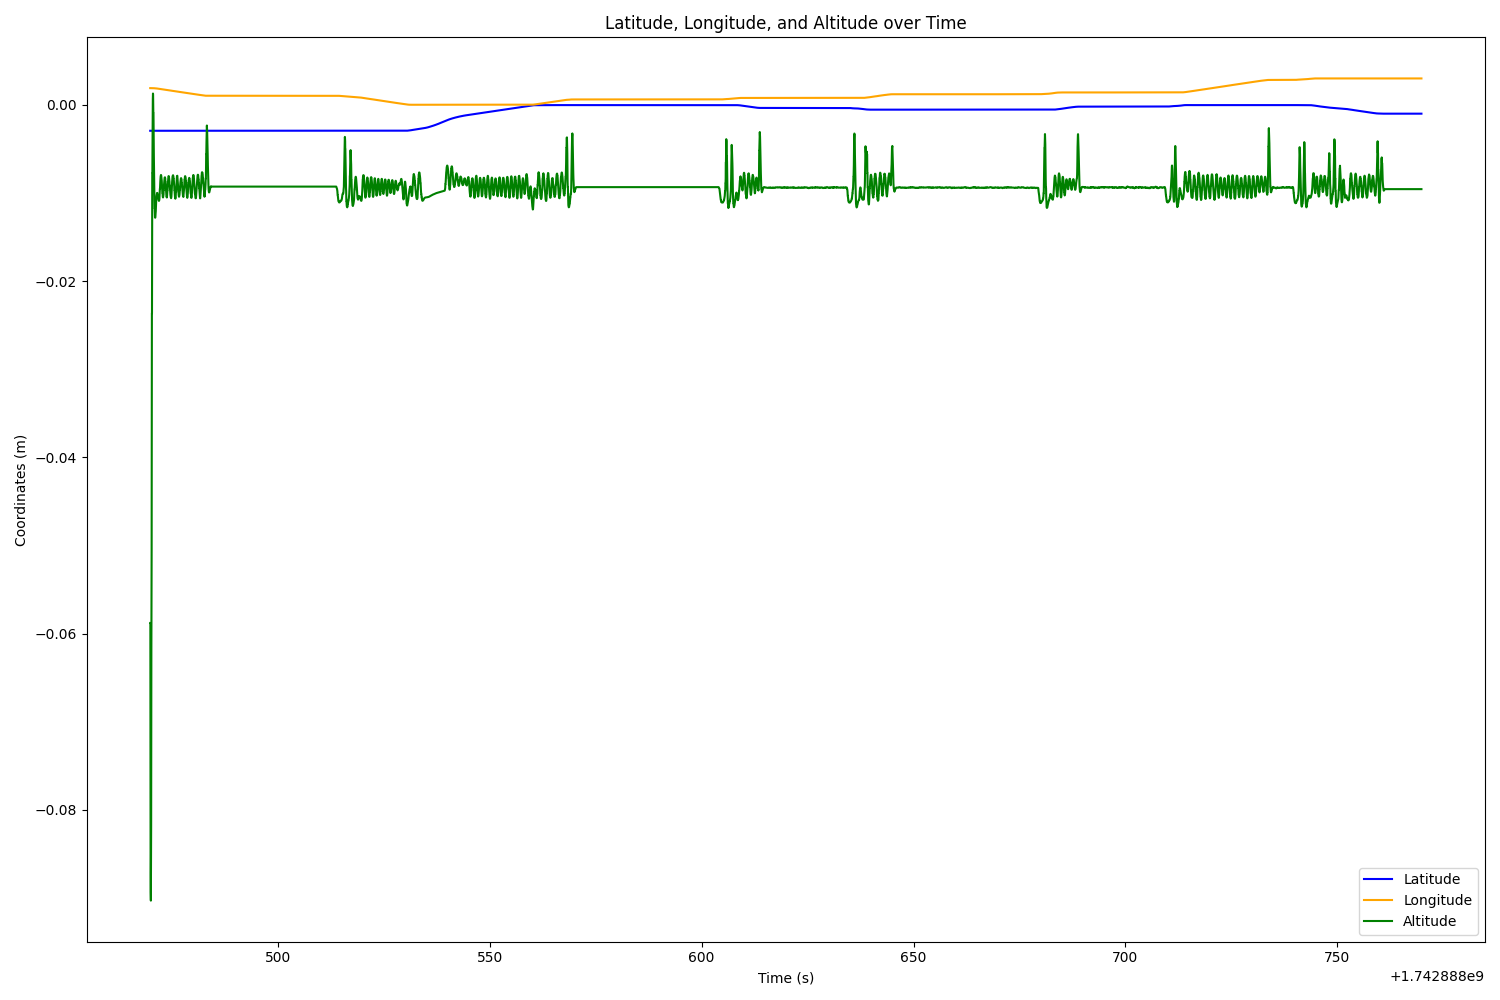 Latitude, Longitude, and Altitude over Time
Coordinates (m)
0.00
−0.02
−0.04
−0.06
−0.08
500
550
600
650
700
750
Time (s)
+1.742888e9
Latitude
Longitude
Altitude